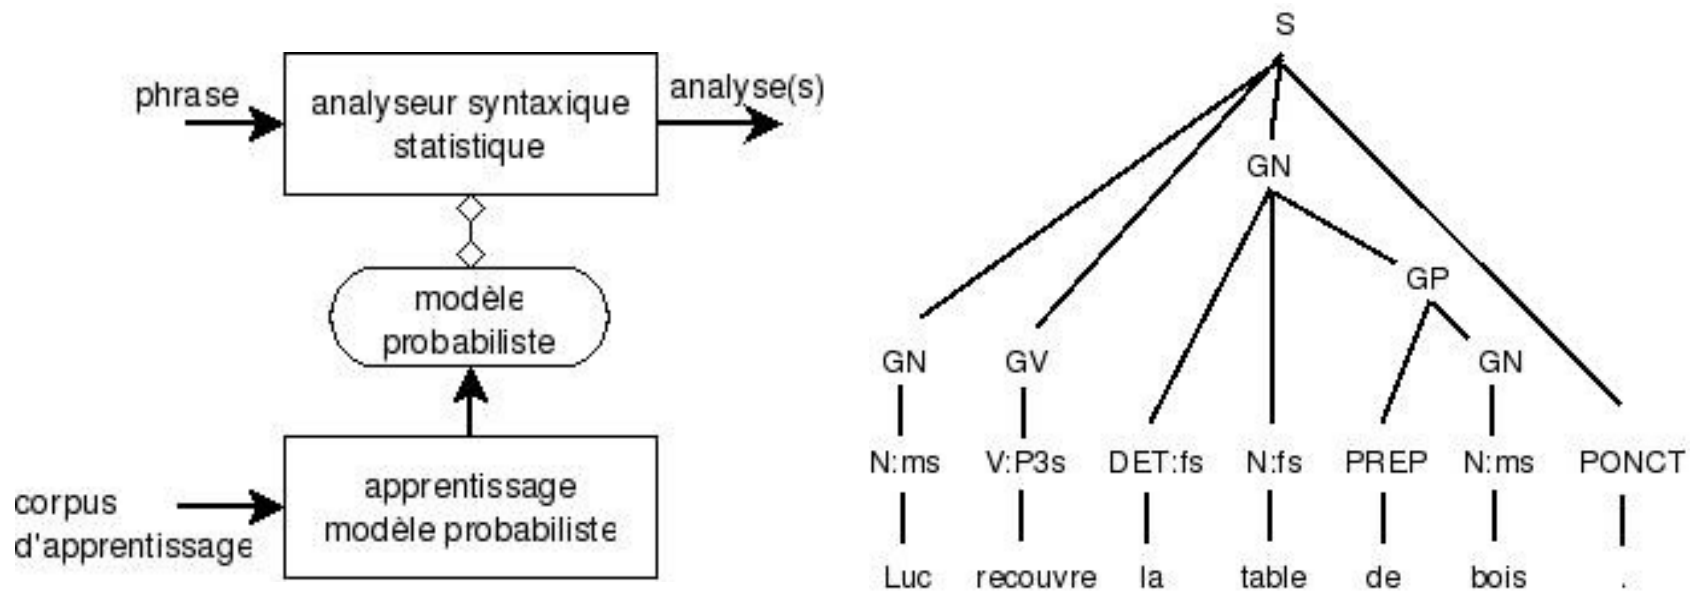 phrase
analyseur syntaxique
statistique
analyse(s)
modèle
probabiliste
corpus
d'apprentissage
apprentissage
modèle probabiliste
S
GN
GP
GN GV GN
N:ms V:P3s DET:fs N:fs PREP N:ms PONCT
Luc recouvre la table de bois .